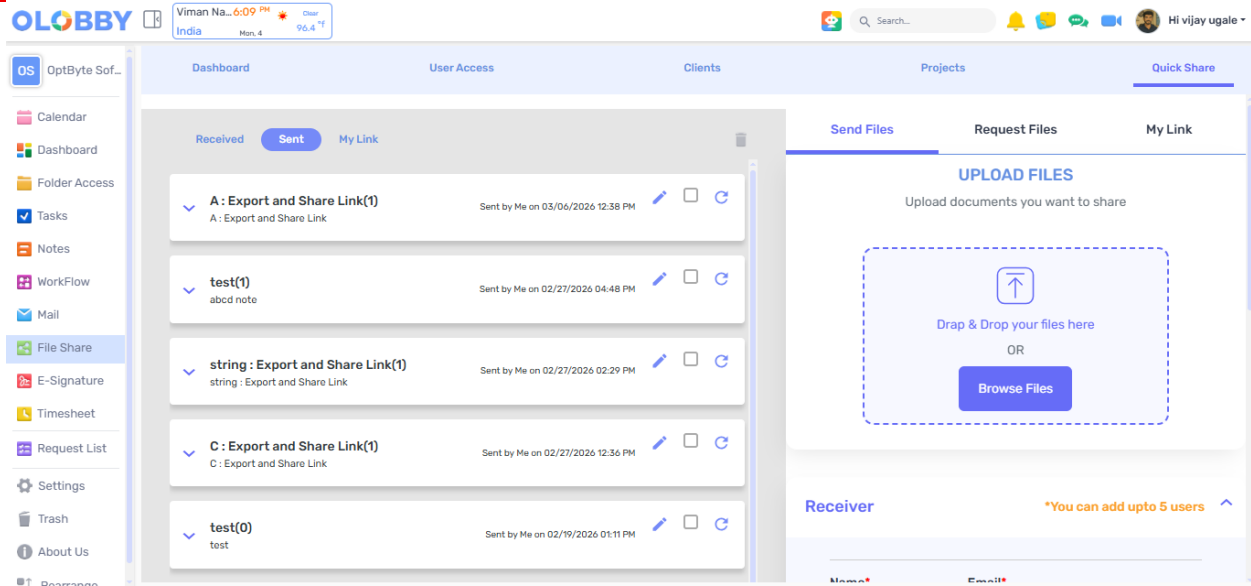 OLOBBY
Viman Na... 6:09 PM Clear
India Mon, 4 96.4 °F
Search...
Hi vijay ugale
OS OptByte Sof...
Calendar
Dashboard
Folder Access
Tasks
Notes
WorkFlow
Mail
File Share
E-Signature
Timesheet
Request List
Settings
Trash
About Us
Rearrange
Dashboard User Access Clients Projects Quick Share
Received Sent My Link
A : Export and Share Link(1)
A : Export and Share Link
Sent by Me on 03/06/2026 12:38 PM
test(1)
abcd note
Sent by Me on 02/27/2026 04:48 PM
string : Export and Share Link(1)
string : Export and Share Link
Sent by Me on 02/27/2026 02:29 PM
C : Export and Share Link(1)
C : Export and Share Link
Sent by Me on 02/27/2026 12:36 PM
test(0)
test
Sent by Me on 02/19/2026 01:11 PM
Send Files Request Files My Link
UPLOAD FILES
Upload documents you want to share
Drap & Drop your files here
OR
Browse Files
Receiver *You can add upto 5 users
Name* Email*